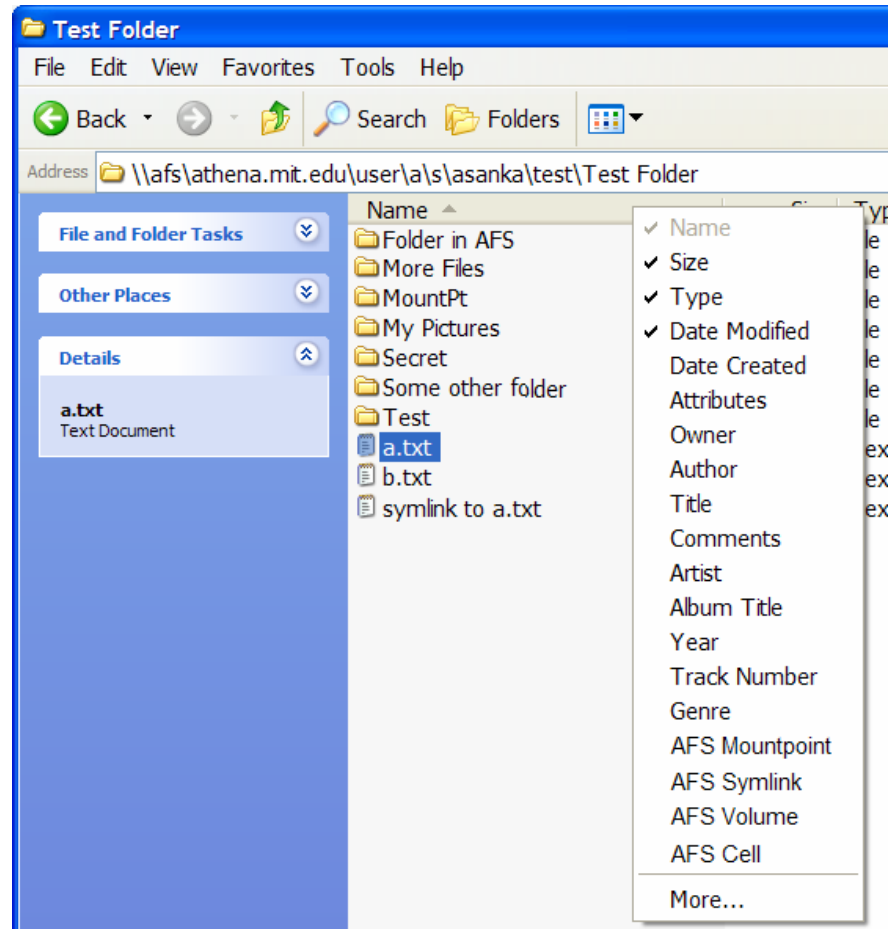 Test Folder
File Edit View Favorites Tools Help
Back Search Folders
Address \\afs\athena.mit.edu\user\a\s\asanka\test\Test Folder
File and Folder Tasks
Other Places
Details
a.txt
Text Document
Name
Folder in AFS
More Files
MountPt
My Pictures
Secret
Some other folder
Test
a.txt
b.txt
symlink to a.txt
Name
Size
Type
Date Modified
Date Created
Attributes
Owner
Author
Title
Comments
Artist
Album Title
Year
Track Number
Genre
AFS Mountpoint
AFS Symlink
AFS Volume
AFS Cell
More...